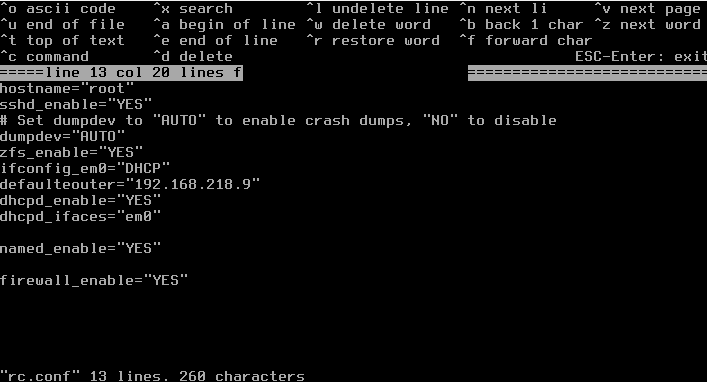 ^o ascii code ^x search ^l undelete line ^n next li ^v next page
^u end of file ^a begin of line ^w delete word ^b back 1 char ^z next word
^t top of text ^e end of line ^r restore word ^f forward char
^c command ^d delete ESC-Enter: exit
=====line 13 col 20 lines f ===========================
hostname="root"
sshd_enable="YES"
# Set dumpdev to "AUTO" to enable crash dumps, "NO" to disable
dumpdev="AUTO"
zfs_enable="YES"
ifconfig_em0="DHCP"
defaulteouter="192.168.218.9"
dhcpd_enable="YES"
dhcpd_ifaces="em0"
named_enable="YES"
firewall_enable="YES"
"rc.conf" 13 lines, 260 characters